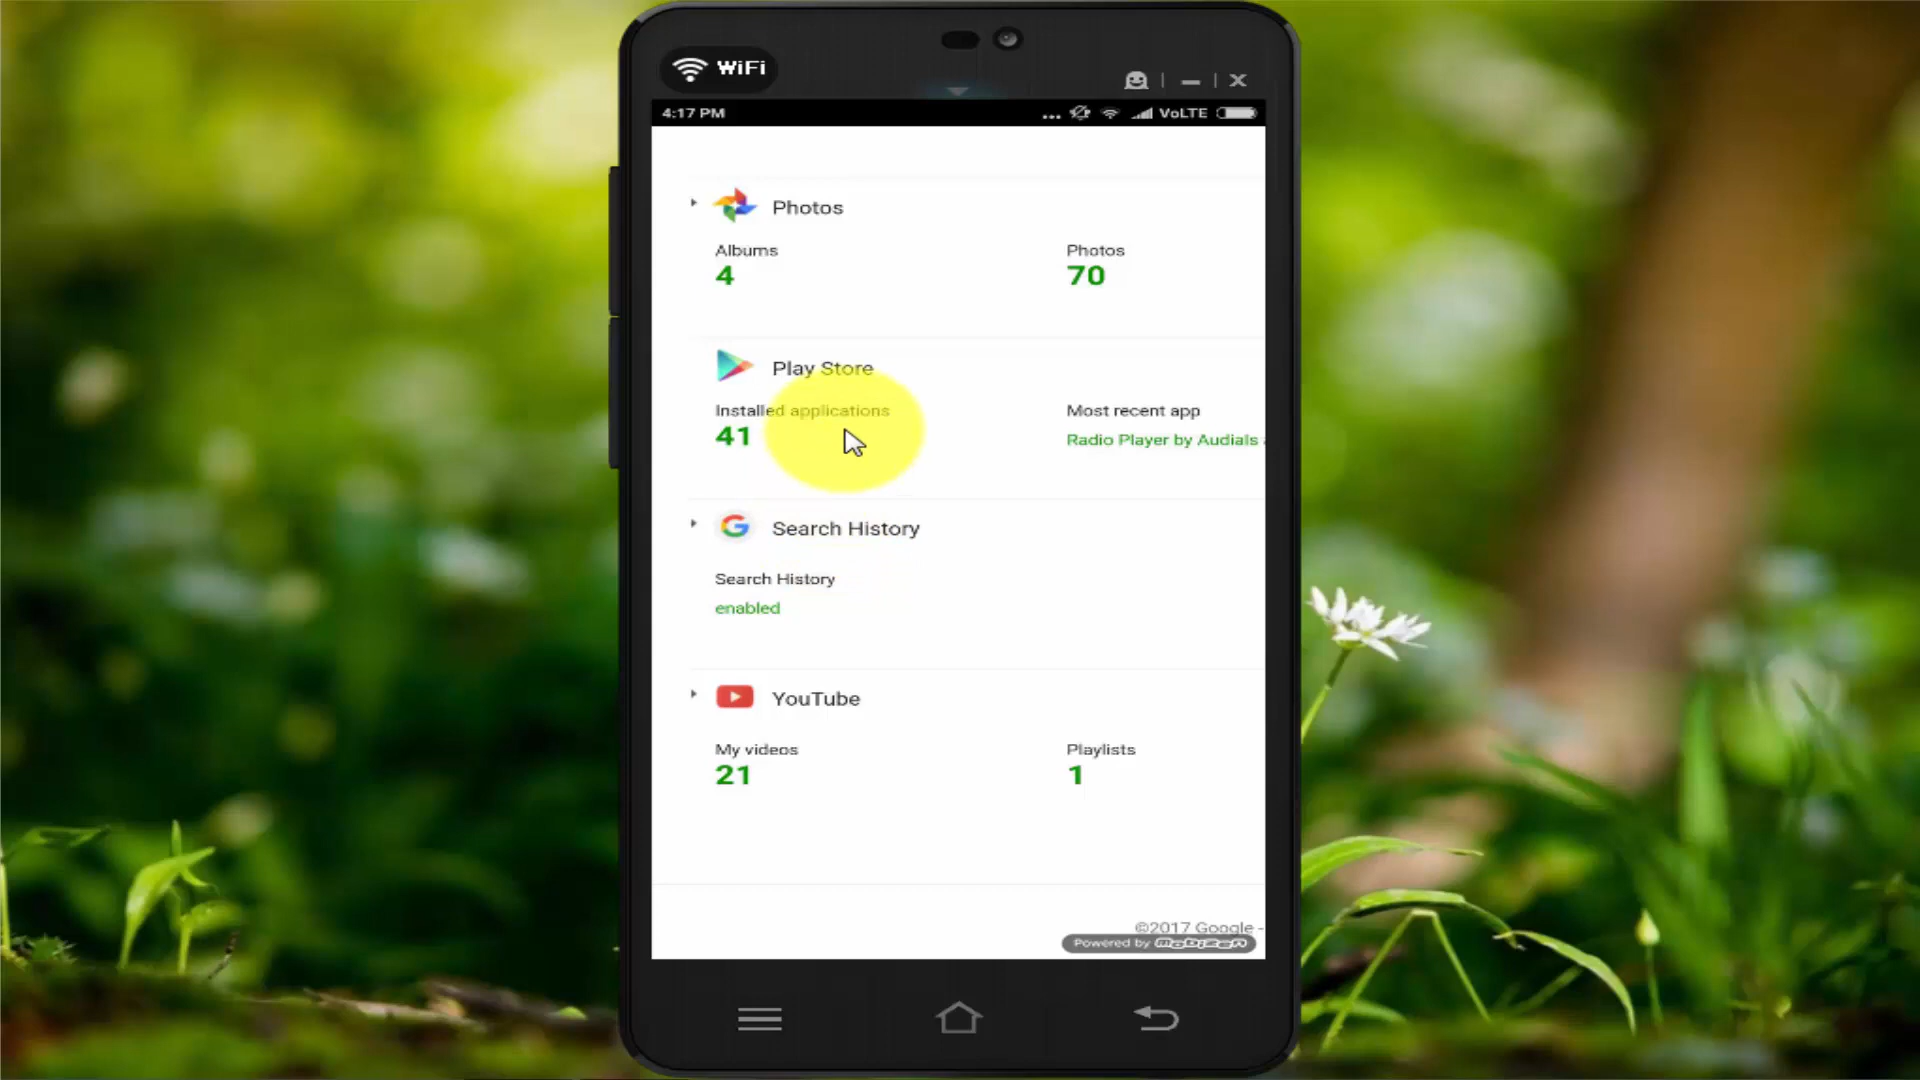 WiFi
4:17 PM
... VoLTE
Photos
Albums
Photos
4
70
Play Store
Installed applications
Most recent app
41
Radio Player by Audials
Search History
Search History
enabled
YouTube
My videos
Playlists
21
1
©2017 Google -
Powered by mobizen